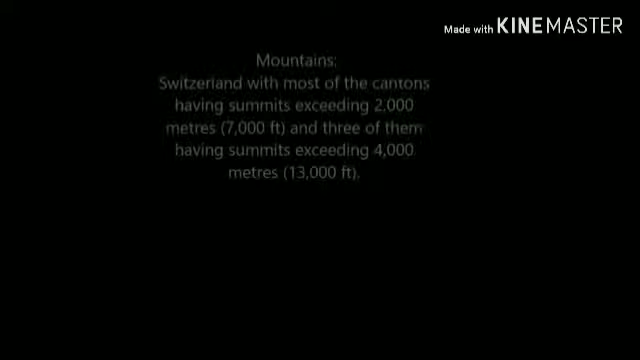 Made with KINEMASTER
Mountains:
Switzerland with most of the cantons
having summits exceeding 2,000
metres (7,000 ft) and three of them
having summits exceeding 4,000
metres (13,000 ft).